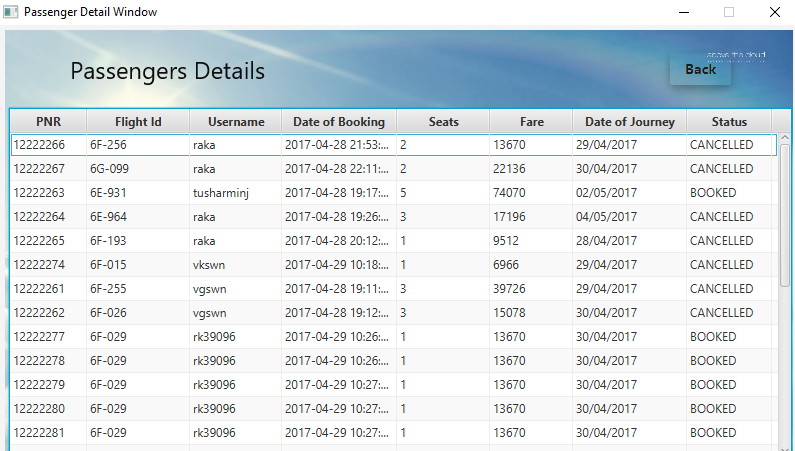 Passenger Detail Window
above the cloud
Passengers Details
Back
PNR Flight Id Username Date of Booking Seats Fare Date of Journey Status
12222266 6F-256 raka 2017-04-28 21:53:... 2 13670 29/04/2017 CANCELLED
12222267 6G-099 raka 2017-04-28 22:11:... 2 22136 30/04/2017 CANCELLED
12222263 6E-931 tusharminj 2017-04-28 19:17:... 5 74070 02/05/2017 BOOKED
12222264 6E-964 raka 2017-04-28 19:26:... 3 17196 04/05/2017 CANCELLED
12222265 6F-193 raka 2017-04-28 20:12:... 1 9512 28/04/2017 CANCELLED
12222274 6F-015 vkswn 2017-04-29 10:18:... 1 6966 29/04/2017 CANCELLED
12222261 6F-255 vgswn 2017-04-28 19:11:... 3 39726 29/04/2017 CANCELLED
12222262 6F-026 vgswn 2017-04-28 19:12:... 3 15078 30/04/2017 CANCELLED
12222277 6F-029 rk39096 2017-04-29 10:26:... 1 13670 30/04/2017 BOOKED
12222278 6F-029 rk39096 2017-04-29 10:26:... 1 13670 30/04/2017 BOOKED
12222279 6F-029 rk39096 2017-04-29 10:27:... 1 13670 30/04/2017 BOOKED
12222280 6F-029 rk39096 2017-04-29 10:27:... 1 13670 30/04/2017 BOOKED
12222281 6F-029 rk39096 2017-04-29 10:27:... 1 13670 30/04/2017 BOOKED